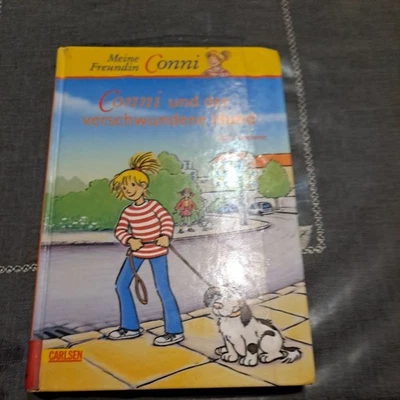 Meine
Freundin Conni
Conni und der
verschwundene Hund
CARLSEN